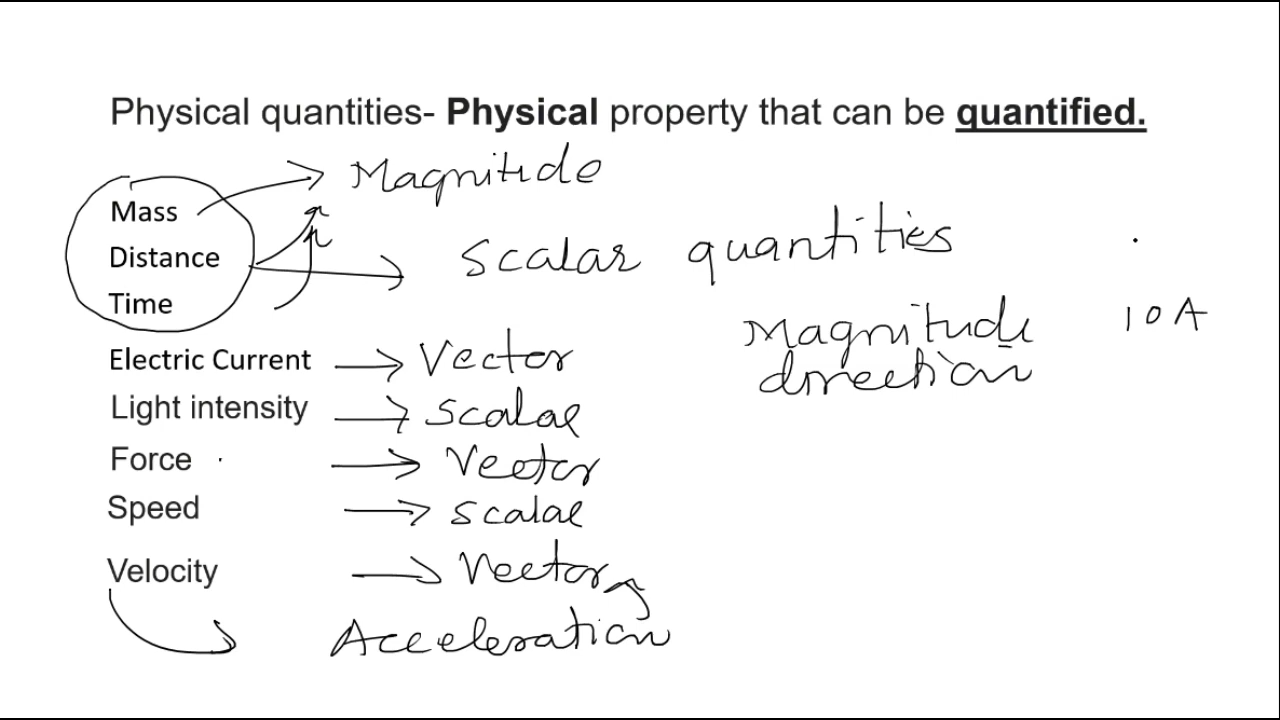 Physical quantities- Physical property that can be quantified.
Magnitude
Mass
Distance
Scalar quantities
Time
Magnitude
direction
10A
Electric Current → Vector
Light intensity → Scalar
Force → Vector
Speed → Scalar
Velocity → Vector
Acceleration